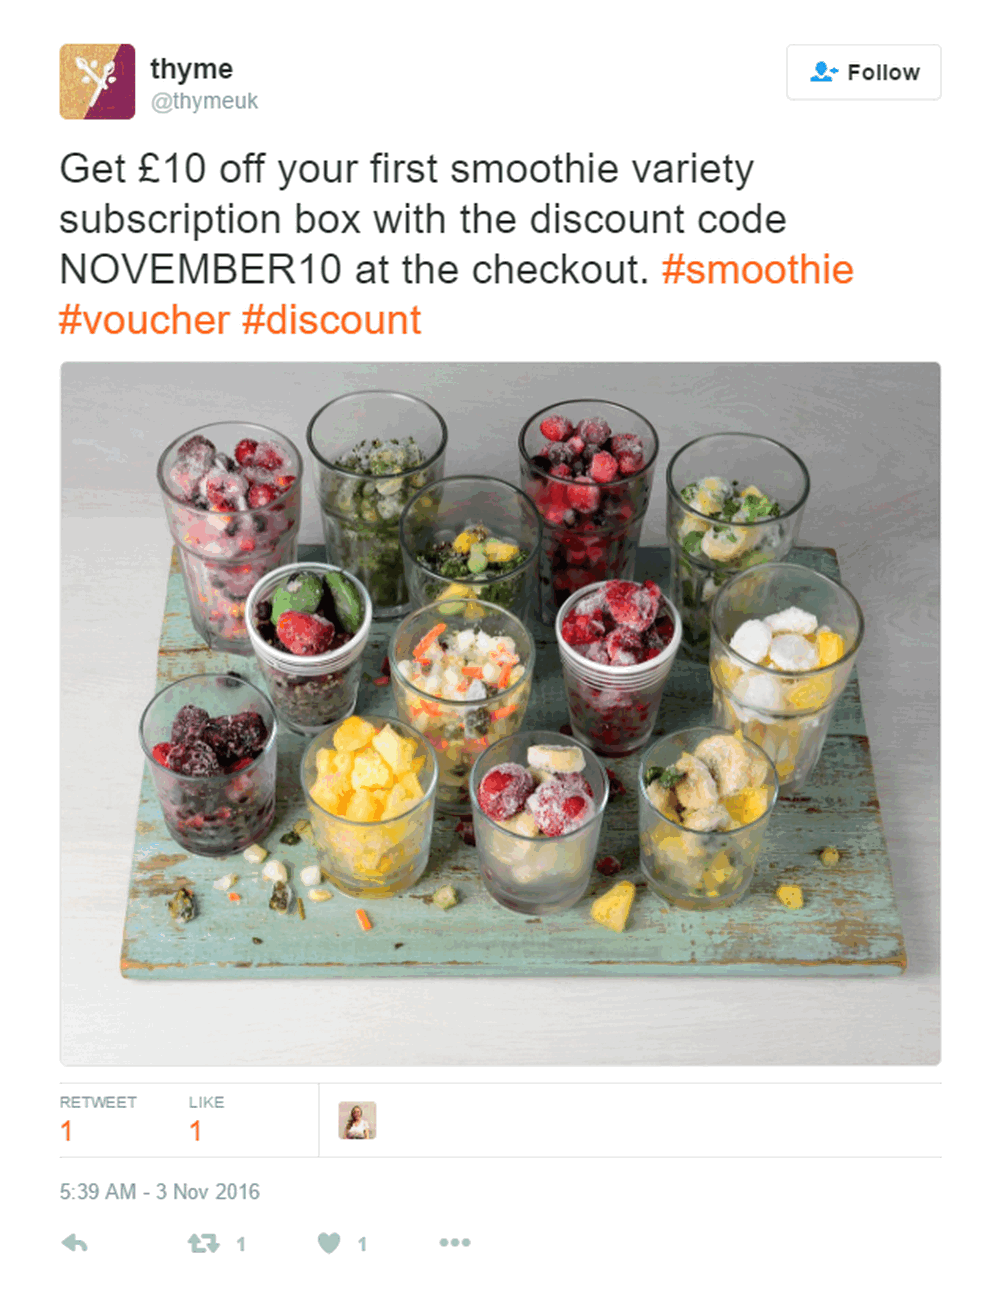 thyme
@thymeuk
Follow
Get £10 off your first smoothie variety
subscription box with the discount code
NOVEMBER10 at the checkout. #smoothie
#voucher #discount
RETWEET LIKE
1 1
5:39 AM - 3 Nov 2016
1 1